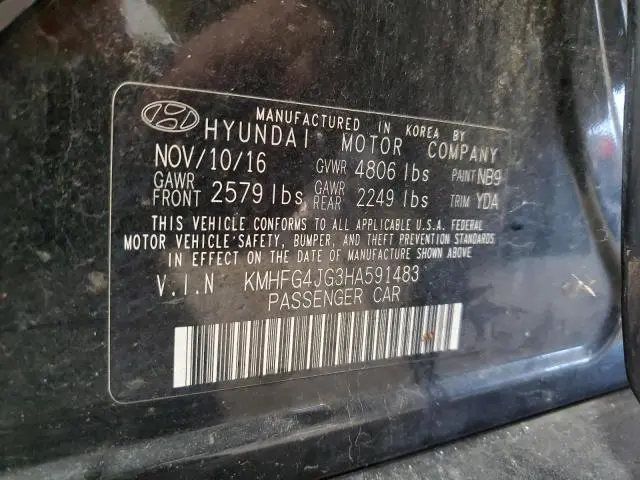 MANUFACTURED IN KOREA BY
HYUNDAI MOTOR COMPANY
NOV/10/16 GVWR 4806 lbs PAINT NB9
GAWR FRONT 2579 lbs GAWR REAR 2249 lbs TRIM YDA
THIS VEHICLE CONFORMS TO ALL APPLICABLE U.S.A. FEDERAL
MOTOR VEHICLE SAFETY, BUMPER, AND THEFT PREVENTION STANDARDS
IN EFFECT ON THE DATE OF MANUFACTURE SHOWN ABOVE
V.I.N KMHFG4JG3HA591483
PASSENGER CAR